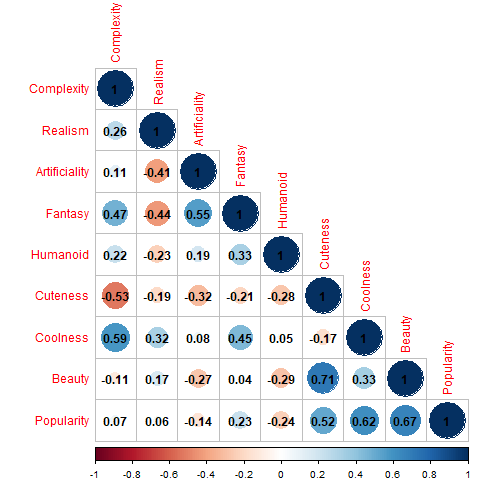 Complexity
Realism
Artificiality
Fantasy
Humanoid
Cuteness
Coolness
Beauty
Popularity
Complexity 1
Realism 0.26 1
Artificiality 0.11 -0.41 1
Fantasy 0.47 -0.44 0.55 1
Humanoid 0.22 -0.23 0.19 0.33 1
Cuteness -0.53 -0.19 -0.32 -0.21 -0.28 1
Coolness 0.59 0.32 0.08 0.45 0.05 -0.17 1
Beauty -0.11 0.17 -0.27 0.04 -0.29 0.71 0.33 1
Popularity 0.07 0.06 -0.14 0.23 -0.24 0.52 0.62 0.67 1
-1 -0.8 -0.6 -0.4 -0.2 0 0.2 0.4 0.6 0.8 1